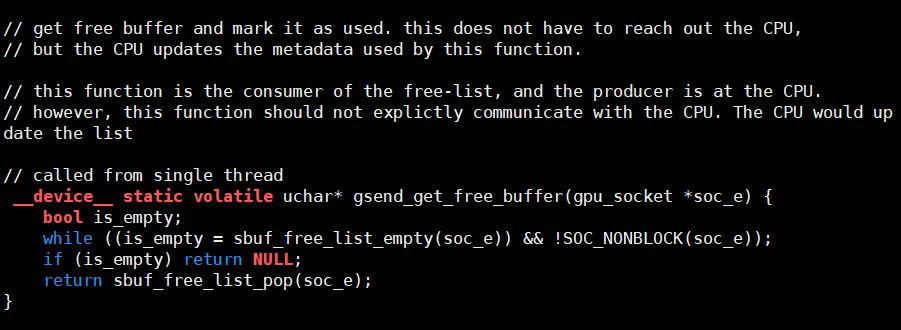 // get free buffer and mark it as used. this does not have to reach out the CPU,
// but the CPU updates the metadata used by this function.
// this function is the consumer of the free-list, and the producer is at the CPU.
// however, this function should not explictly communicate with the CPU. The CPU would up
date the list
// called from single thread
__device__ static volatile uchar* gsend_get_free_buffer(gpu_socket *soc_e) {
    bool is_empty;
    while ((is_empty = sbuf_free_list_empty(soc_e)) && !SOC_NONBLOCK(soc_e));
    if (is_empty) return NULL;
    return sbuf_free_list_pop(soc_e);
}